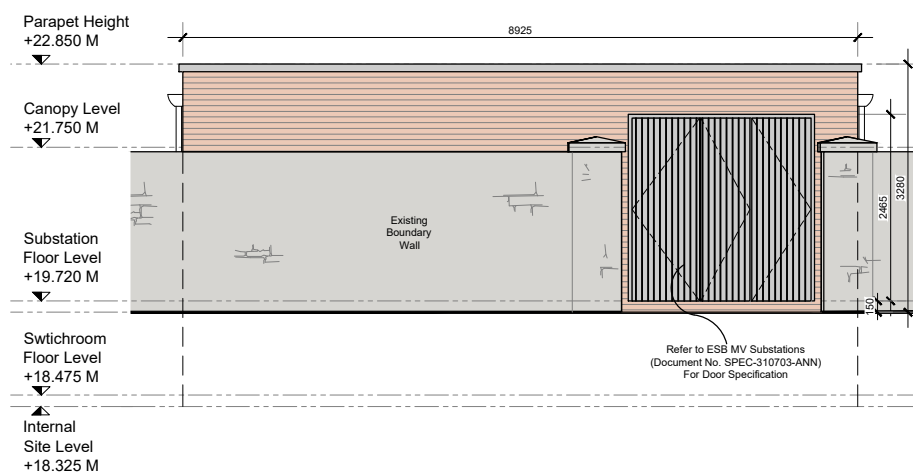 Parapet Height
+22.850 M
8925
Canopy Level
+21.750 M
3280
2465
Existing
Boundary
Wall
Substation
Floor Level
+19.720 M
150
Swtichroom
Floor Level
+18.475 M
Refer to ESB MV Substations
(Document No. SPEC-310703-ANN)
For Door Specification
Internal
Site Level
+18.325 M